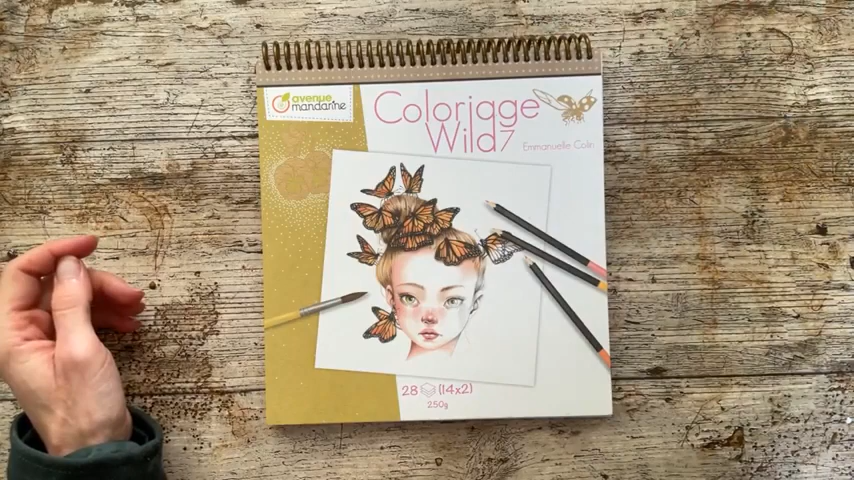 avenue
mandarine
Coloriage
Wild7
Emmanuelle Colin
28 (14x2)
250g